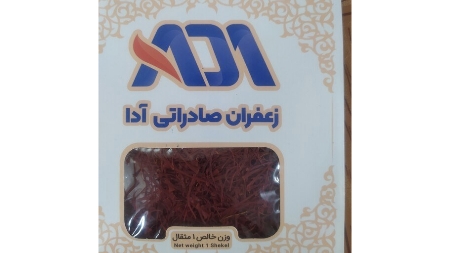 ADA
زعفران صادراتی آدا
وزن خالص ۱ مثقال
Net weight 1 Shekel